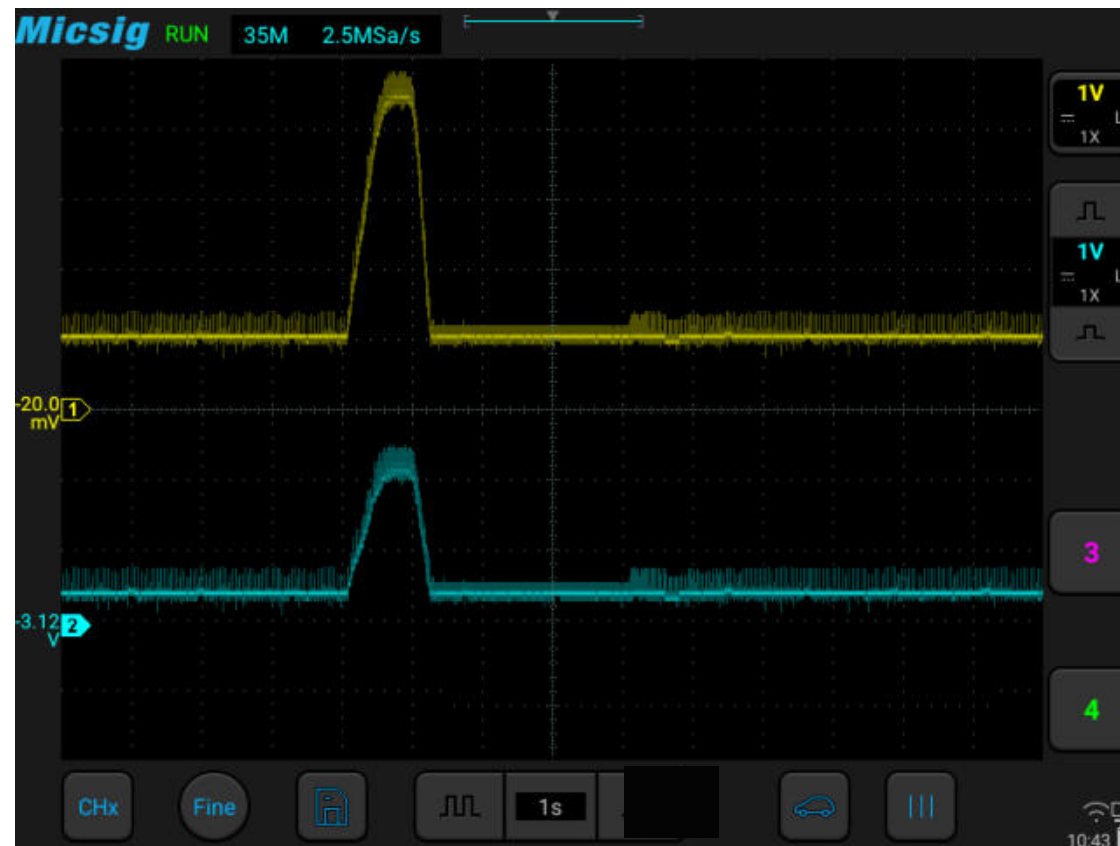 Micsig RUN 35M 2.5MSa/s
1V
L
1X
1V
L
1X
-20.0
mV
1
-3.12
V
2
3
4
CHx
Fine
1s
10:43